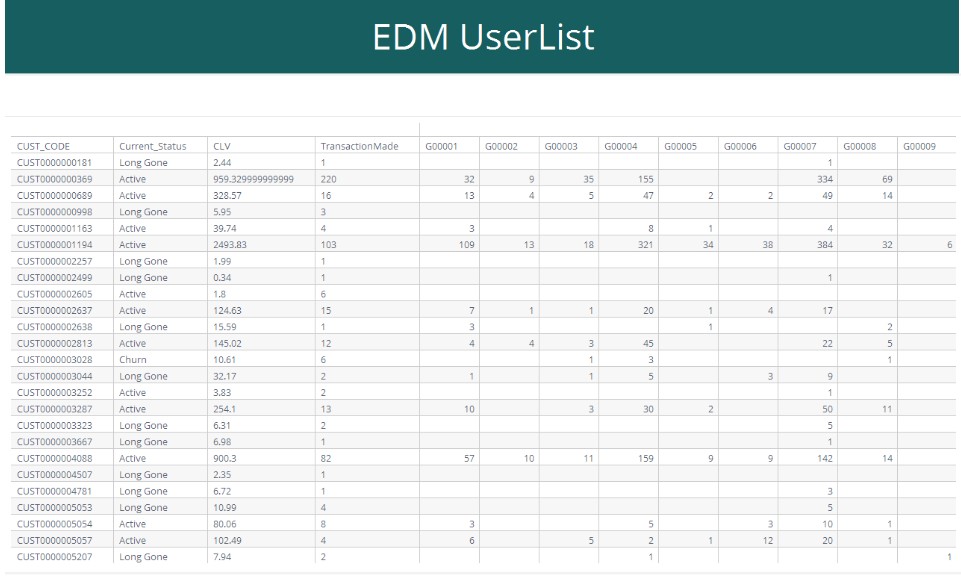 EDM UserList
CUST_CODE Current_Status CLV TransactionMade G00001 G00002 G00003 G00004 G00005 G00006 G00007 G00008 G00009
CUST0000000181 Long Gone 2.44 1 1
CUST0000000369 Active 959.329999999999 220 32 9 35 155 334 69
CUST0000000689 Active 328.57 16 13 4 5 47 2 2 49 14
CUST0000000998 Long Gone 5.95 3
CUST0000001163 Active 39.74 4 3 8 1 4
CUST0000001194 Active 2493.83 103 109 13 18 321 34 38 384 32 6
CUST0000002257 Long Gone 1.99 1
CUST0000002499 Long Gone 0.34 1 1
CUST0000002605 Active 1.8 6
CUST0000002637 Active 124.63 15 7 1 1 20 1 4 17
CUST0000002638 Long Gone 15.59 1 3 1 2
CUST0000002813 Active 145.02 12 4 4 3 45 22 5
CUST0000003028 Churn 10.61 6 1 3 1
CUST0000003044 Long Gone 32.17 2 1 1 5 3 9
CUST0000003252 Active 3.83 2 1
CUST0000003287 Active 254.1 13 10 3 30 2 50 11
CUST0000003323 Long Gone 6.31 2 5
CUST0000003667 Long Gone 6.98 1 1
CUST0000004088 Active 900.3 82 57 10 11 159 9 9 142 14
CUST0000004507 Long Gone 2.35 1
CUST0000004781 Long Gone 6.72 1 3
CUST0000005053 Long Gone 10.99 4 5
CUST0000005054 Active 80.06 8 3 5 3 10 1
CUST0000005057 Active 102.49 4 6 5 2 1 12 20 1
CUST0000005207 Long Gone 7.94 2 1 1